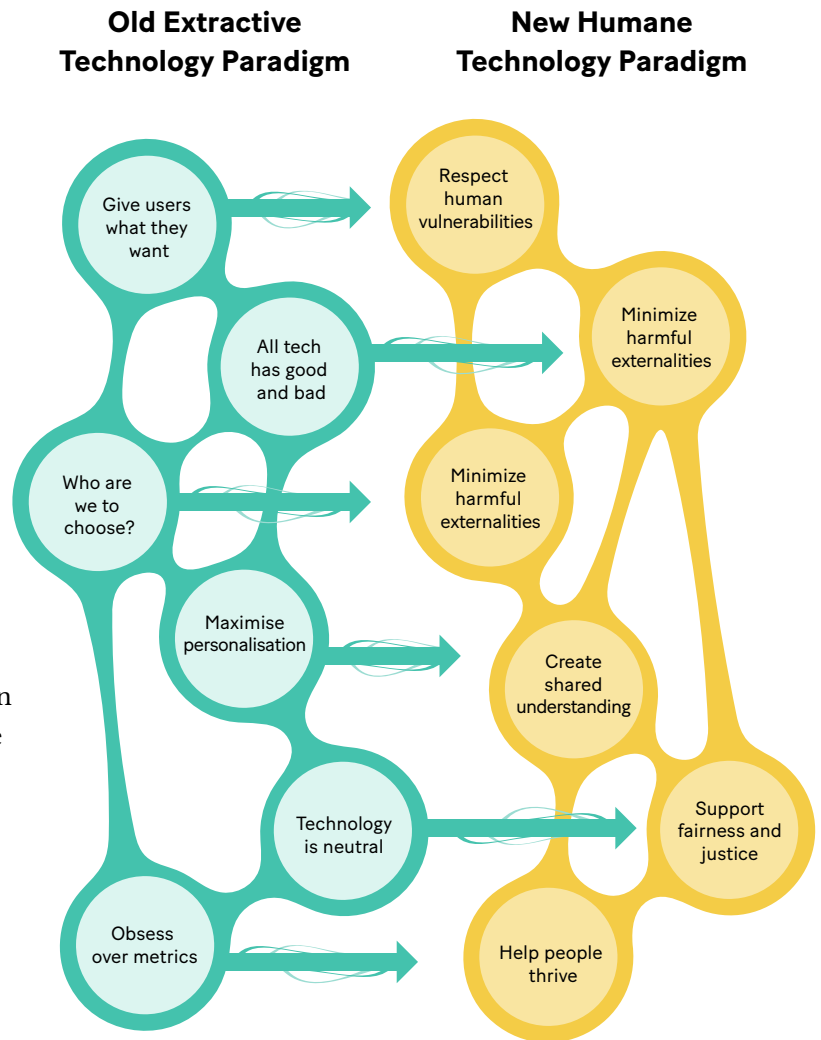 Old Extractive
Technology Paradigm
New Humane
Technology Paradigm
Give users
what they
want
Respect
human
vulnerabilities
All tech
has good
and bad
Minimize
harmful
externalities
Who are
we to
choose?
Minimize
harmful
externalities
Maximise
personalisation
Create
shared
understanding
Technology
is neutral
Support
fairness and
justice
Obsess
over metrics
Help people
thrive